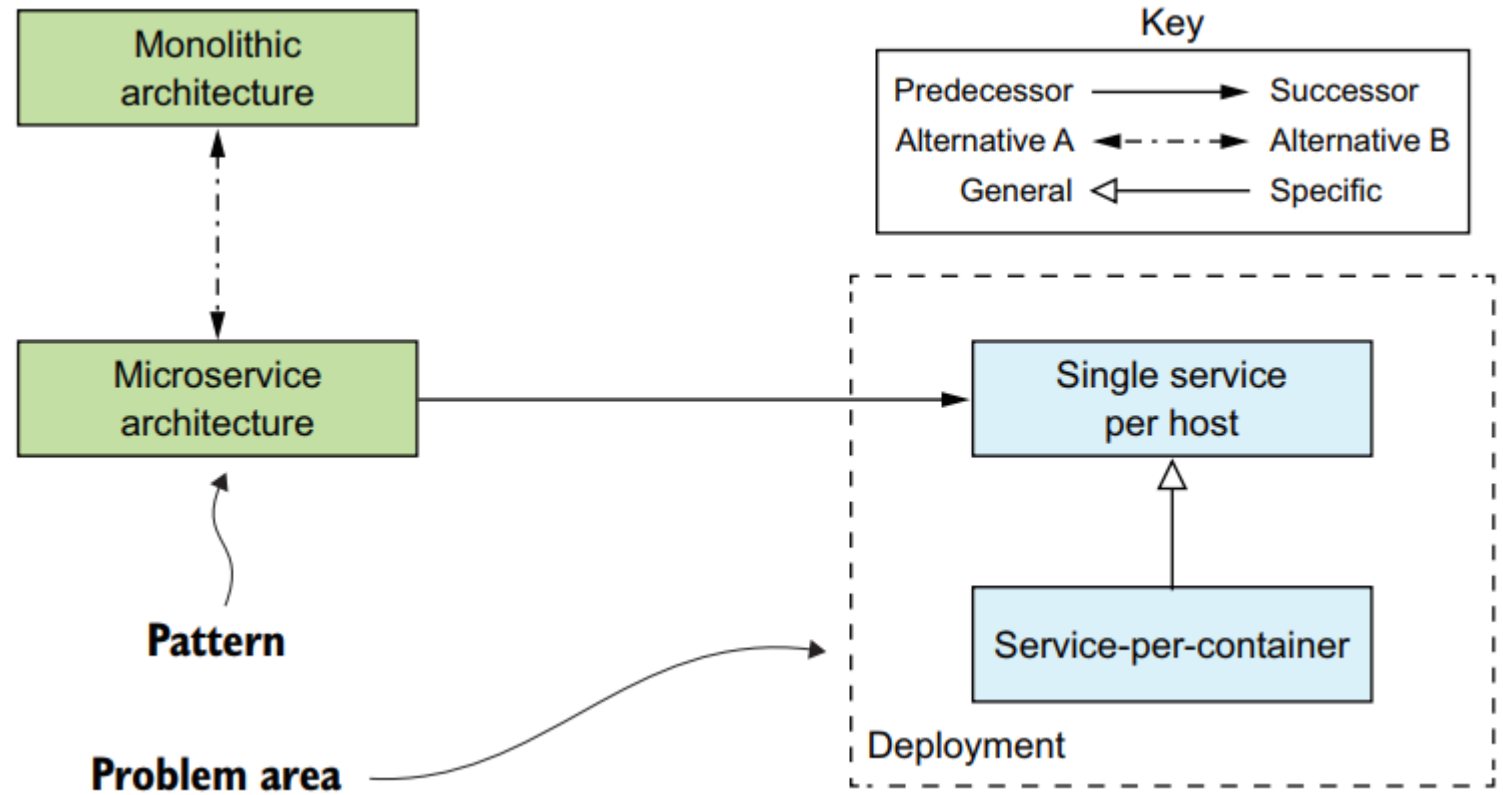 Monolithic
architecture
Key
Predecessor
Successor
Alternative A
Alternative B
General
Specific
Microservice
architecture
Single service
per host
Pattern
Service-per-container
Deployment
Problem area